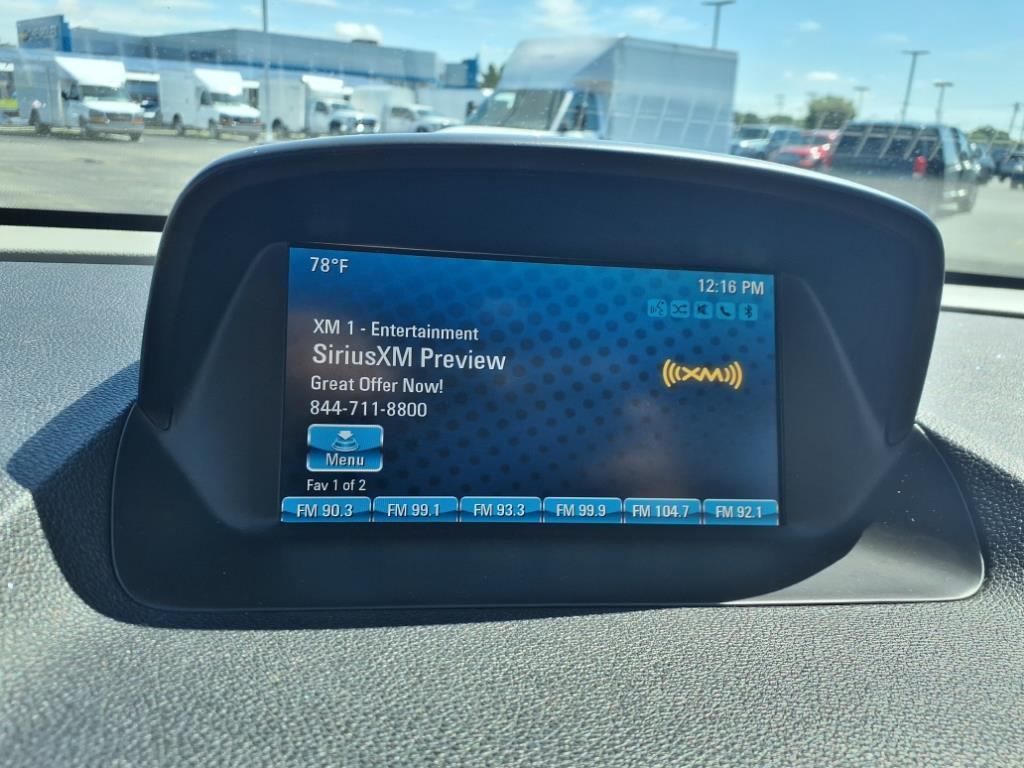 78°F
12:16 PM
XM 1 - Entertainment
SiriusXM Preview
Great Offer Now!
844-711-8800
((XM))
Menu
Fav 1 of 2
FM 90.3 FM 99.1 FM 93.3 FM 99.9 FM 104.7 FM 92.1